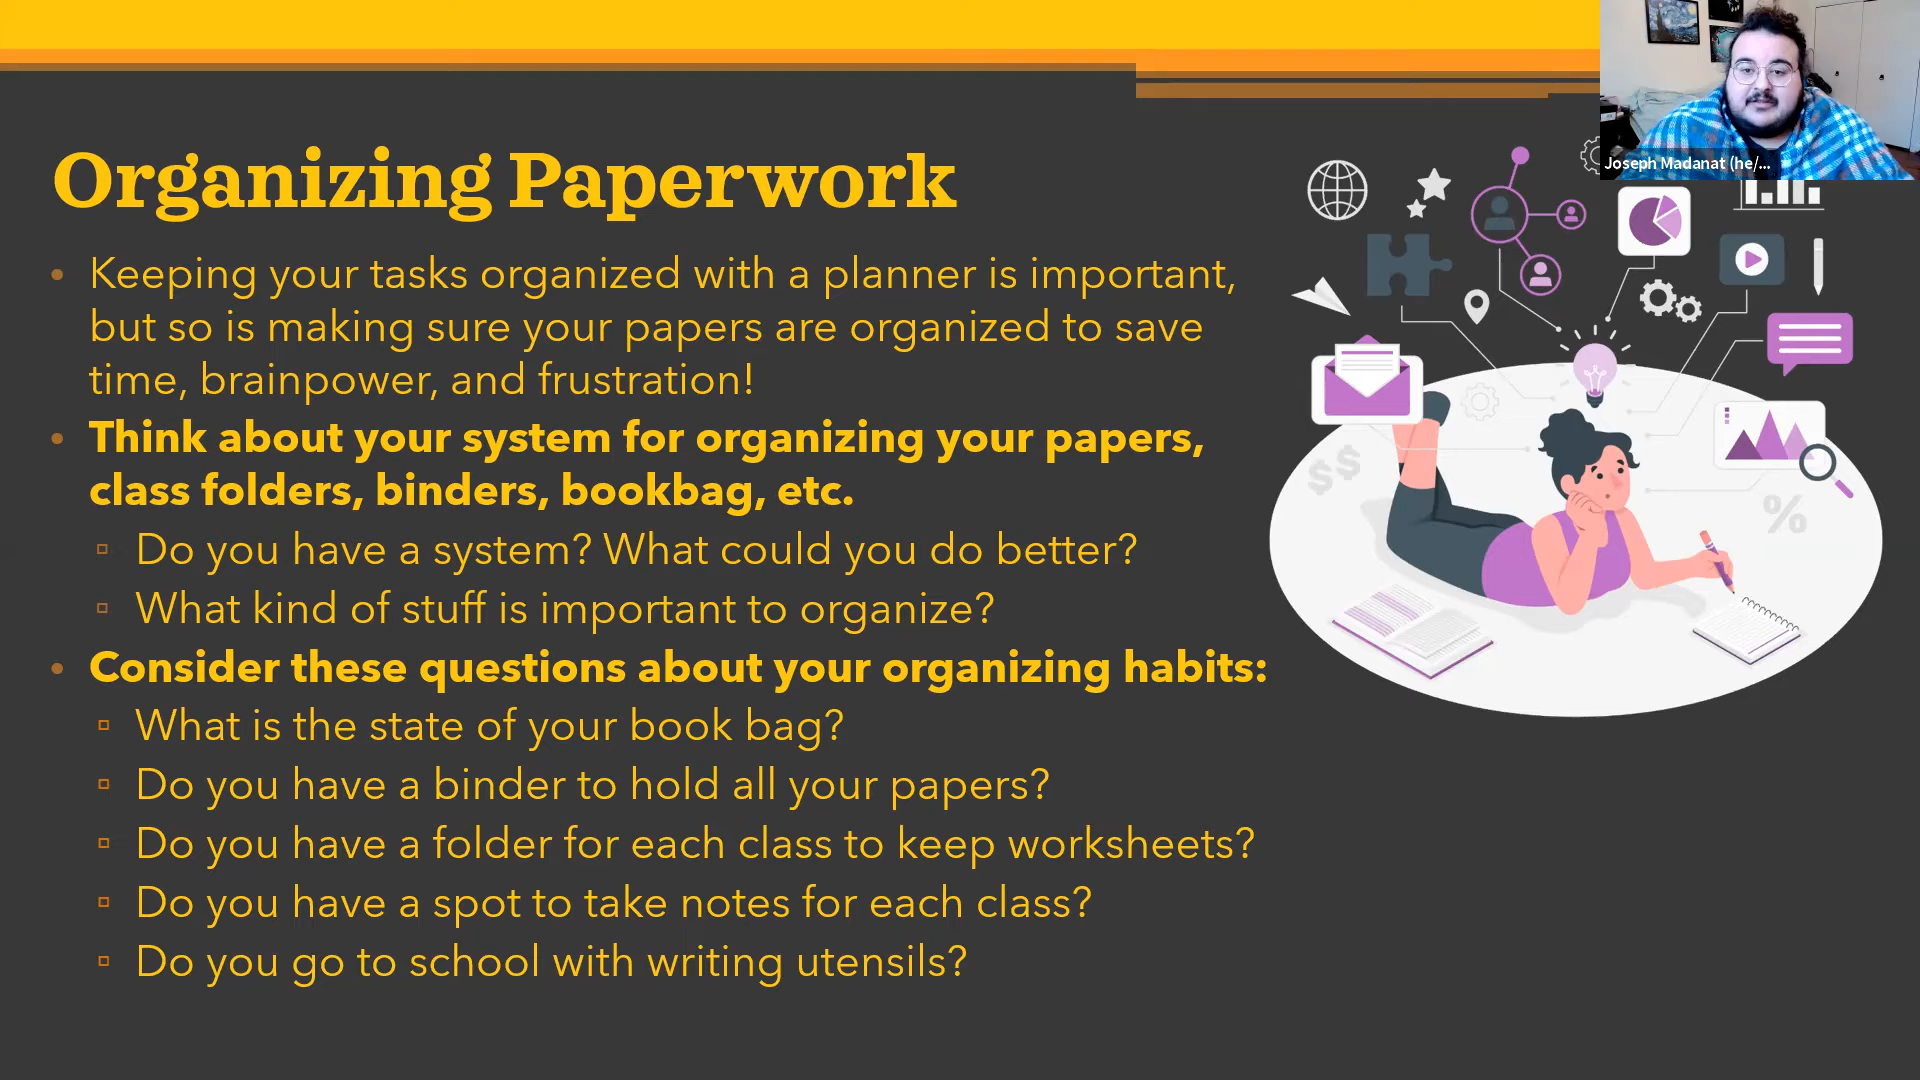 Joseph Madanat (he/...
Organizing Paperwork
Keeping your tasks organized with a planner is important,
but so is making sure your papers are organized to save
time, brainpower, and frustration!
Think about your system for organizing your papers,
class folders, binders, bookbag, etc.
Do you have a system? What could you do better?
What kind of stuff is important to organize?
Consider these questions about your organizing habits:
What is the state of your book bag?
Do you have a binder to hold all your papers?
Do you have a folder for each class to keep worksheets?
Do you have a spot to take notes for each class?
Do you go to school with writing utensils?
$$
%